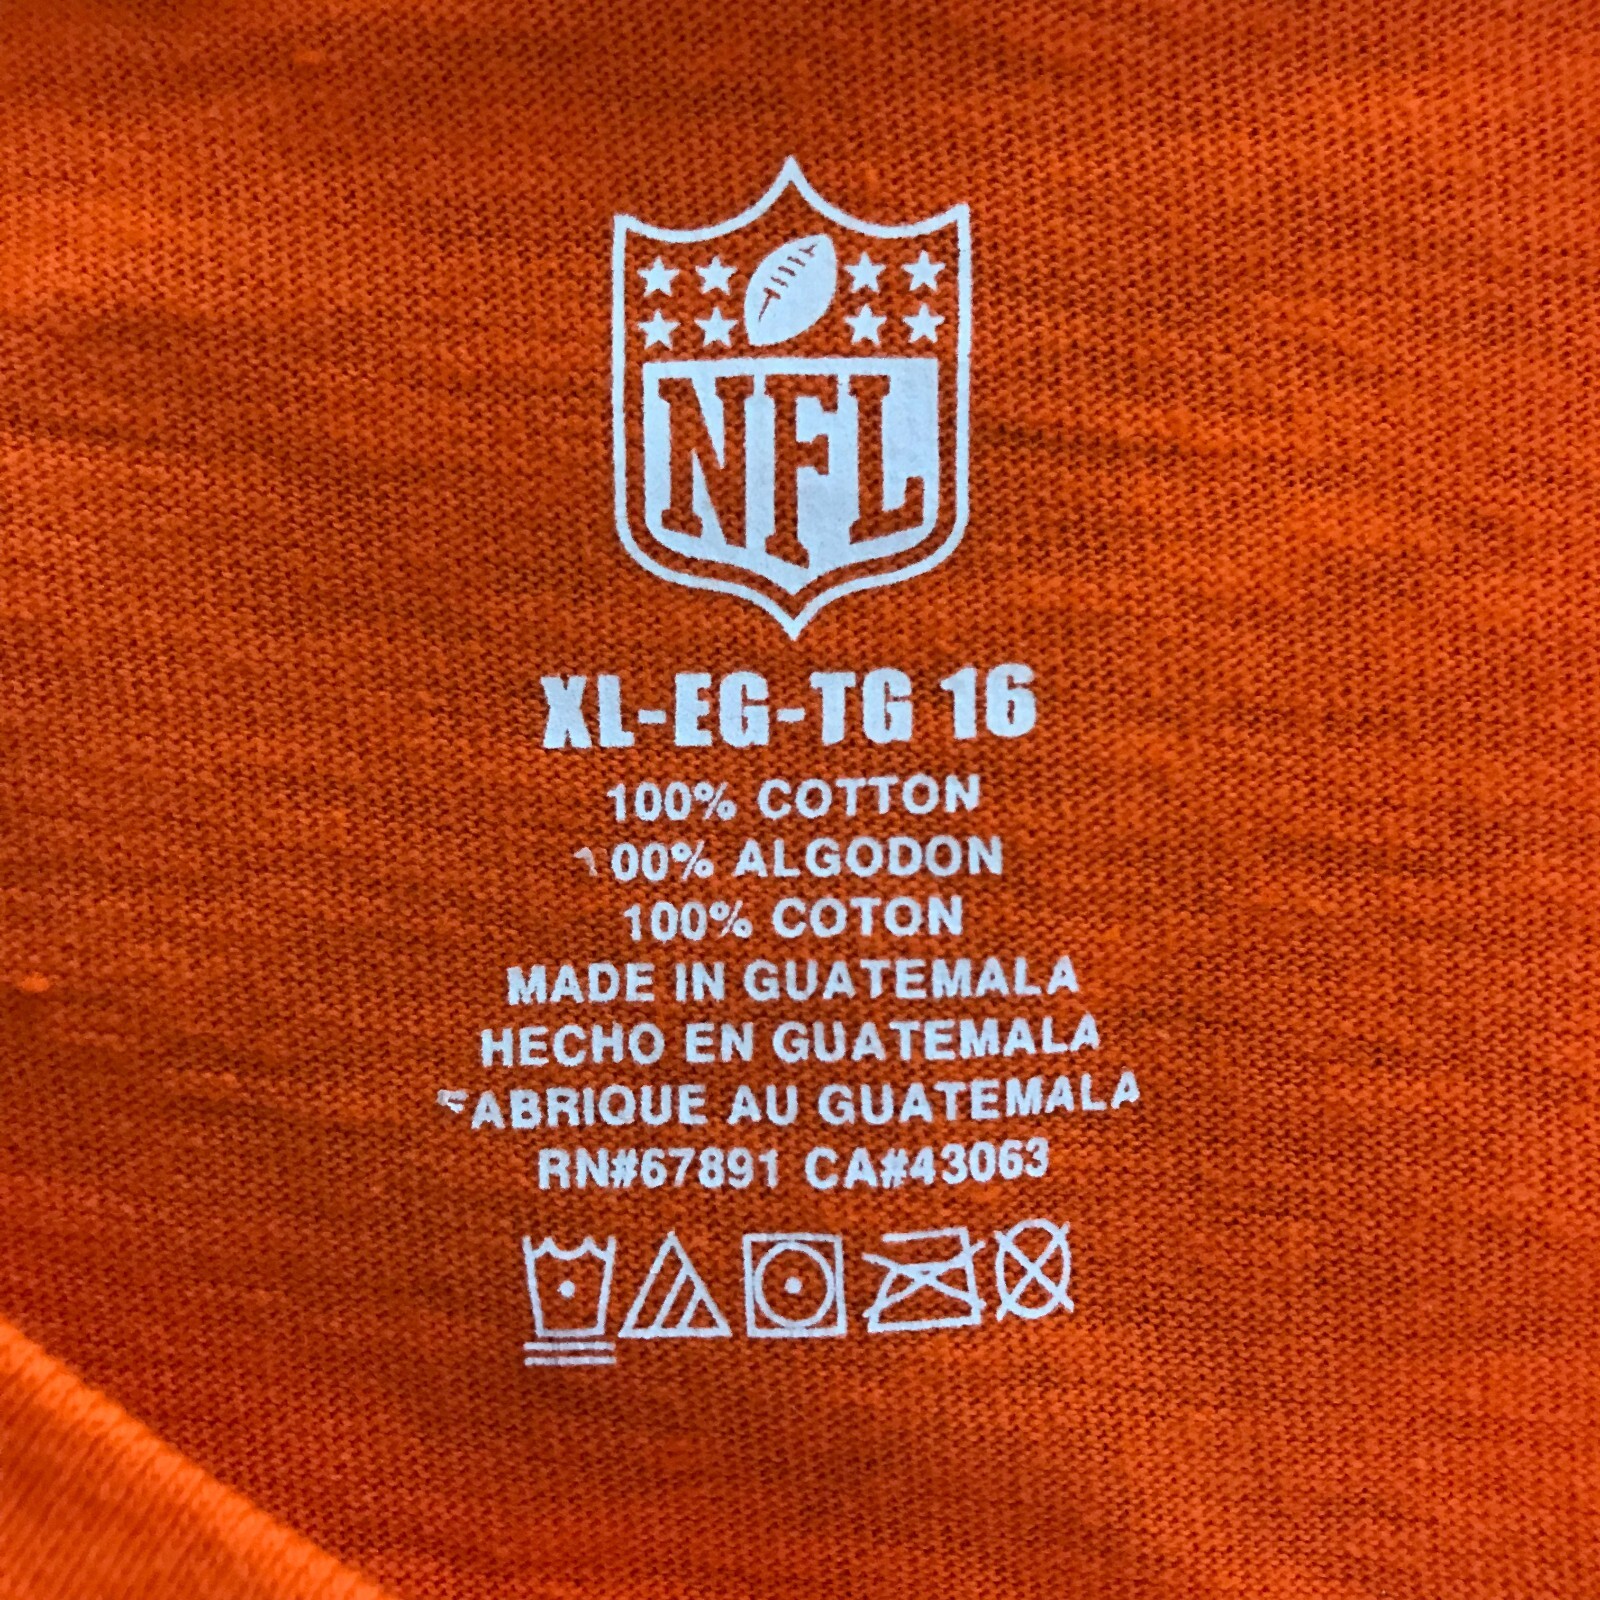 NFL
XL-EG-TG 16
100% COTTON
100% ALGODON
100% COTON
MADE IN GUATEMALA
HECHO EN GUATEMALA
FABRIQUE AU GUATEMALA
RN#67891 CA#43063